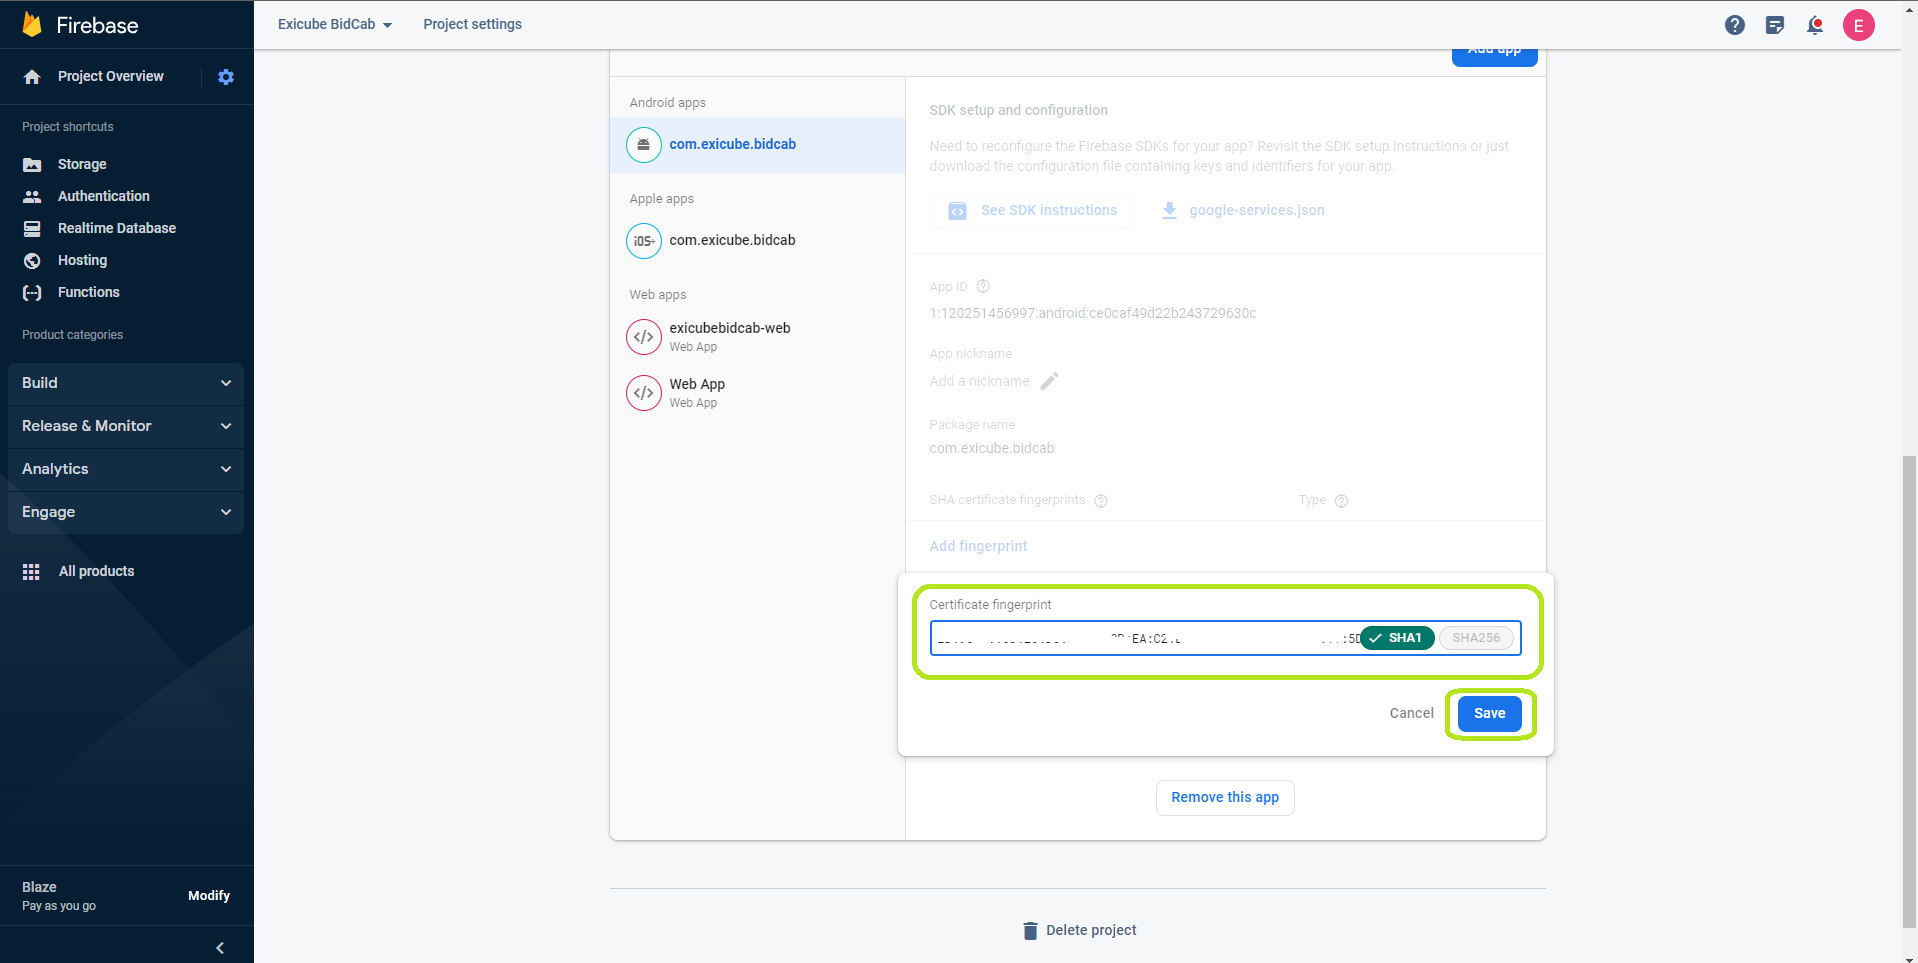 Firebase
Exicube BidCab
Project settings
E
Project Overview
Project shortcuts
Storage
Authentication
Realtime Database
Hosting
Functions
Product categories
Build
Release & Monitor
Analytics
Engage
All products
Blaze
Pay as you go
Modify
Add app
Android apps
com.exicube.bidcab
Apple apps
iOS+
com.exicube.bidcab
Web apps
exicubebidcab-web
Web App
Web App
Web App
SDK setup and configuration
Need to reconfigure the Firebase SDKs for your app? Revisit the SDK setup instructions or just
download the configuration file containing keys and identifiers for your app.
See SDK instructions
google-services.json
App ID
1:120251456997:android:ce0caf49d22b243729630c
App nickname
Add a nickname
Package name
com.exicube.bidcab
SHA certificate fingerprints
Type
Add fingerprint
Certificate fingerprint
:EA:C2
SHA1
SHA256
Cancel
Save
Remove this app
Delete project